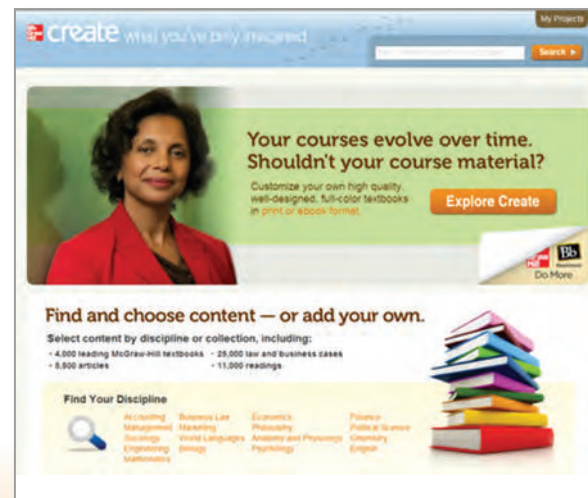 My Projects
create what you've only imagined
Search
Your courses evolve over time.
Shouldn't your course material?
Customize your own high quality,
well-designed, full-color textbooks
in print or ebook format.
Explore Create
Bb
Do More
Find and choose content — or add your own.
Select content by discipline or collection, including:
- 4,000 leading McGraw-Hill textbooks - 25,000 law and business cases
- 5,500 articles - 11,000 readings
Find Your Discipline
Accounting Business Law Economics Finance
Management Marketing Philosophy Political Science
Sociology World Languages Anatomy and Physiology Chemistry
Engineering Biology Psychology English
Mathematics